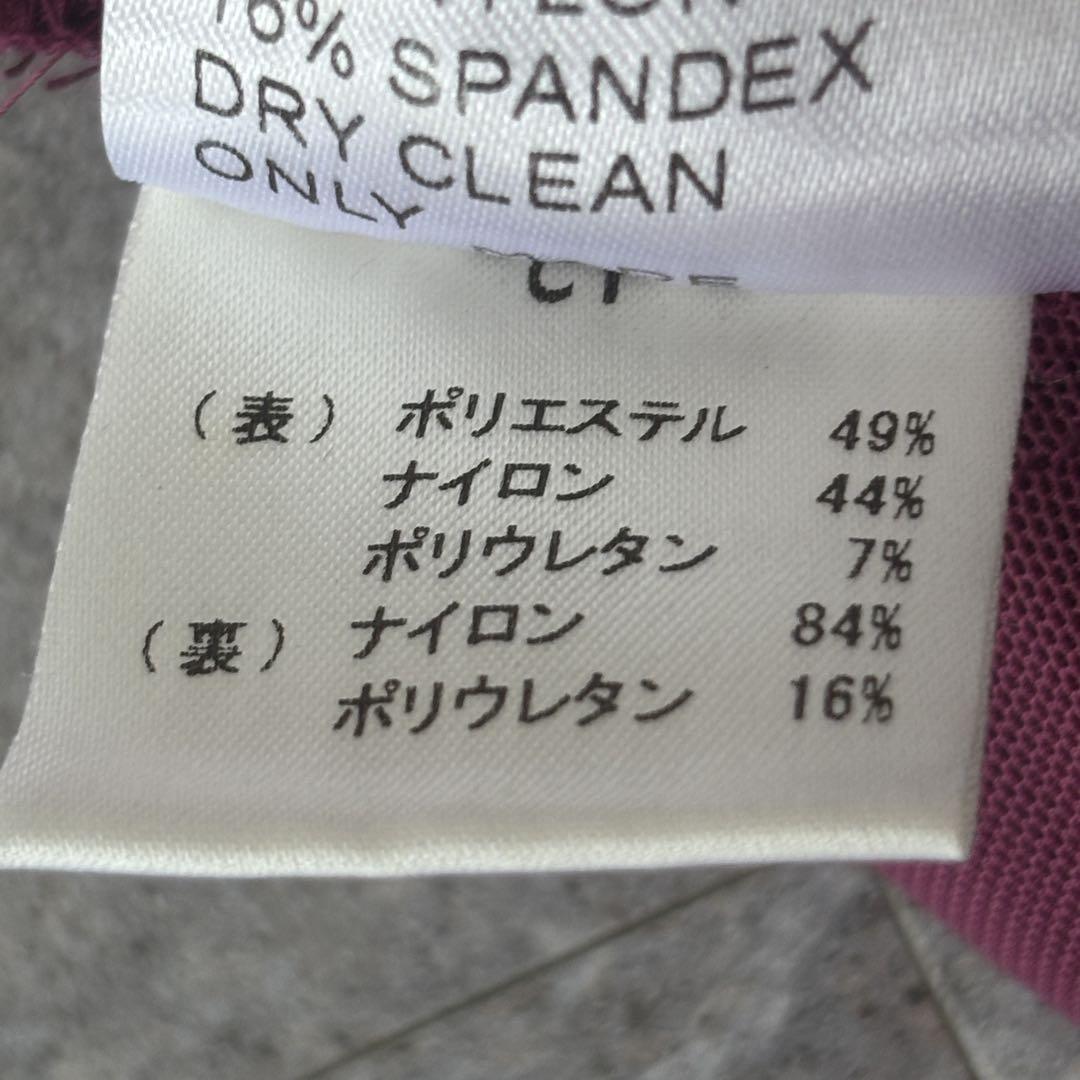 16% SPANDEX
DRY CLEAN
ONLY
(表) ポリエステル 49%
ナイロン 44%
ポリウレタン 7%
(裏) ナイロン 84%
ポリウレタン 16%